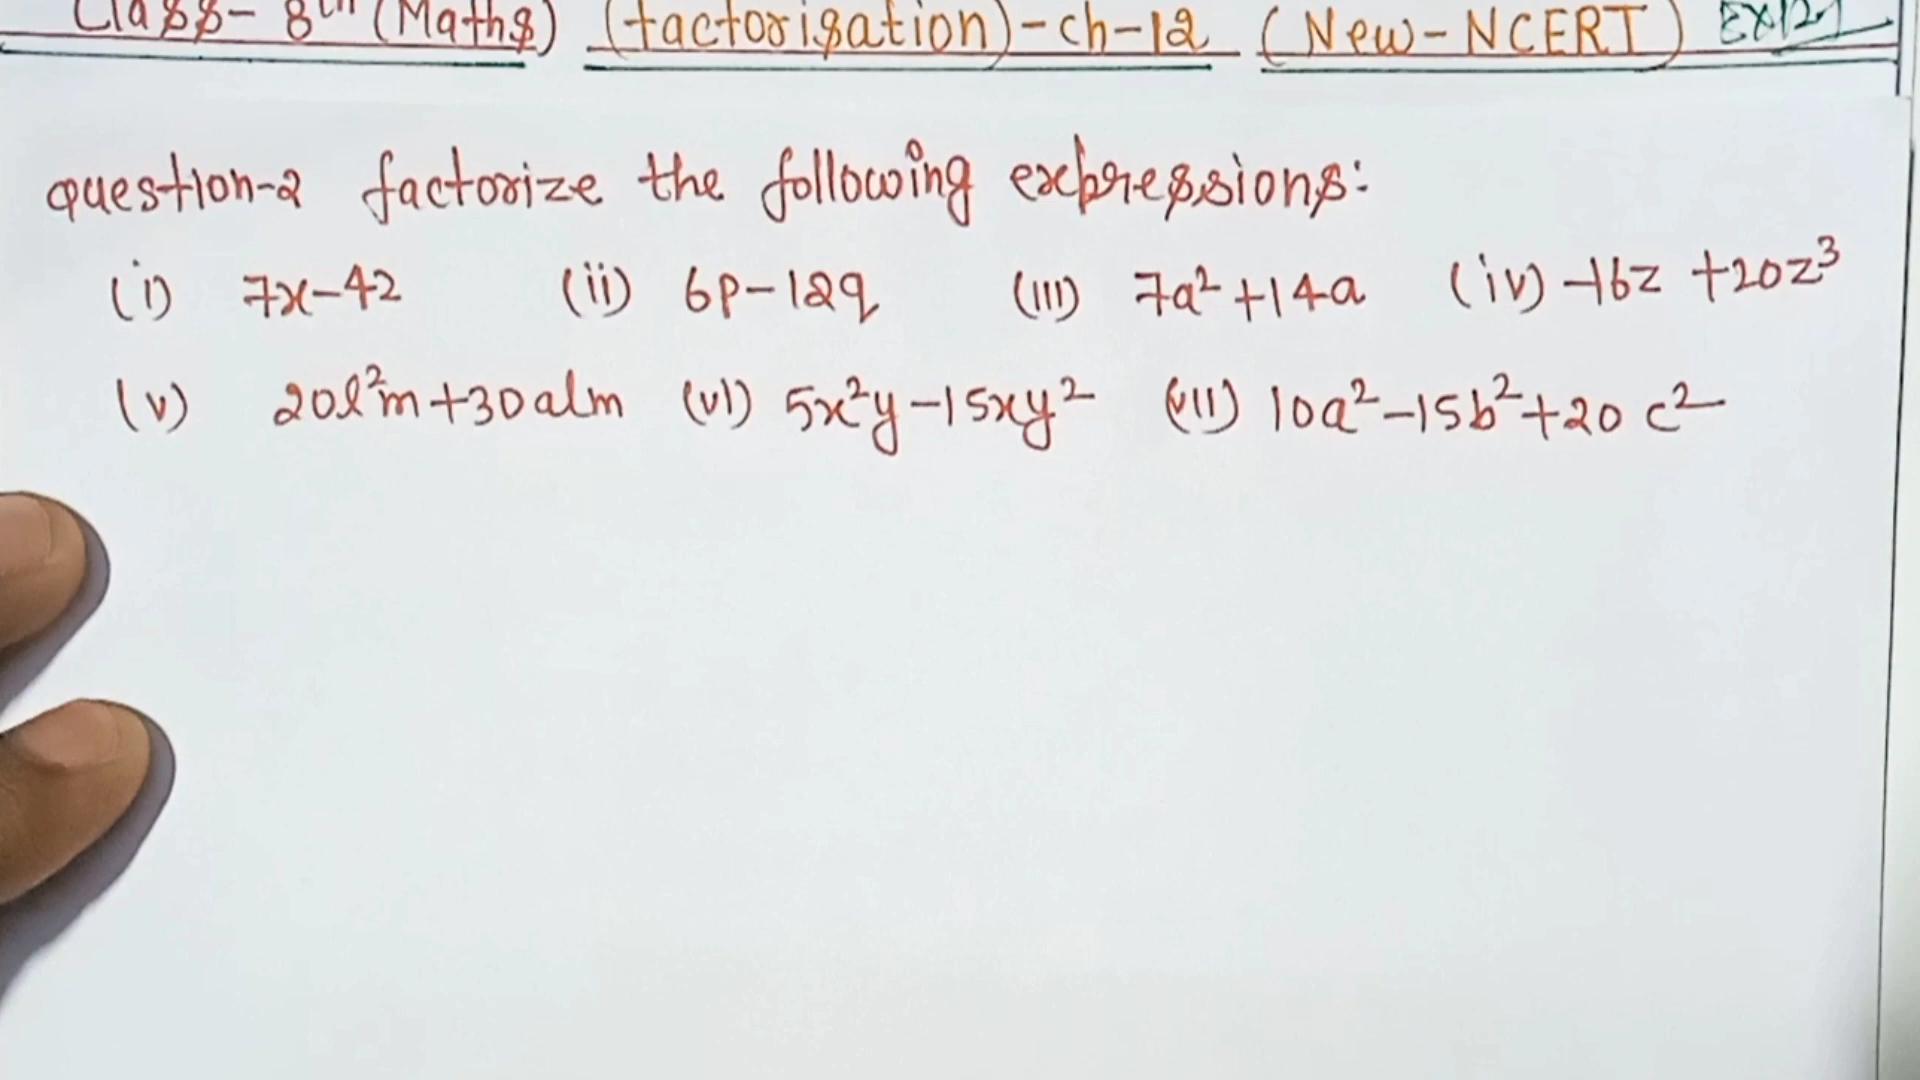 Class- 8th (Maths) (factorisation)-ch-12 (New-NCERT) EX12.1
question-2 factorize the following expressions:
(i) 7x-42 (ii) 6p-12q (iii) 7a²+14a (iv) -16z +20z³
(v) 20l²m+30alm (vi) 5x²y-15xy² (vii) 10a²-15b²+20c²